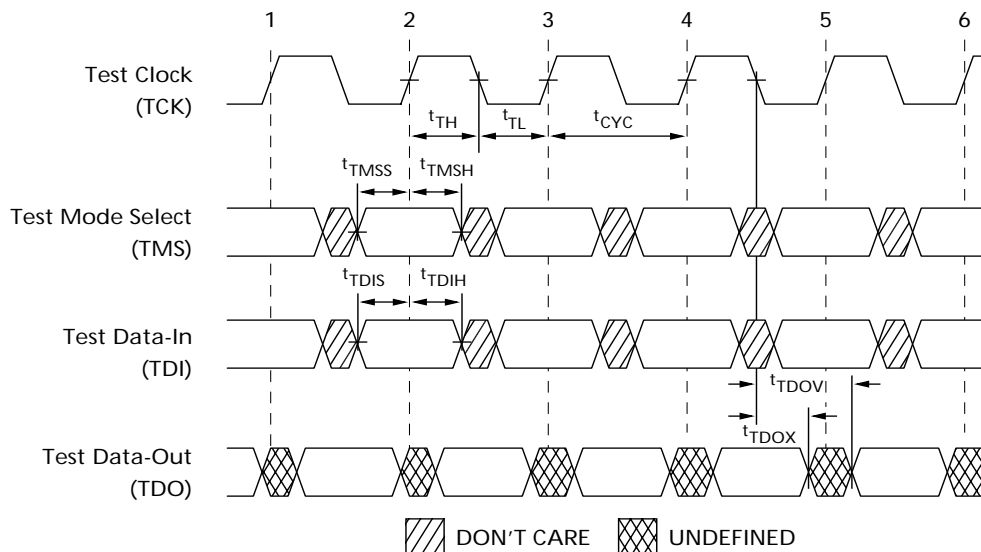 1 2 3 4 5 6
Test Clock
(TCK)
tTH tTL tCYC
tTMSS tTMSH
Test Mode Select
(TMS)
tTDIS tTDIH
Test Data-In
(TDI)
tTDOV
tTDOX
Test Data-Out
(TDO)
DON'T CARE UNDEFINED